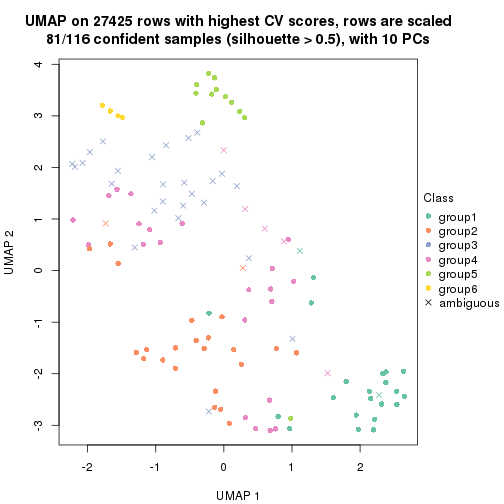 UMAP on 27425 rows with highest CV scores, rows are scaled
81/116 confident samples (silhouette > 0.5), with 10 PCs
4
3
2
1
0
-1
-2
-3
UMAP 2
-2
-1
0
1
2
UMAP 1
Class
group1
group2
group3
group4
group5
group6
ambiguous